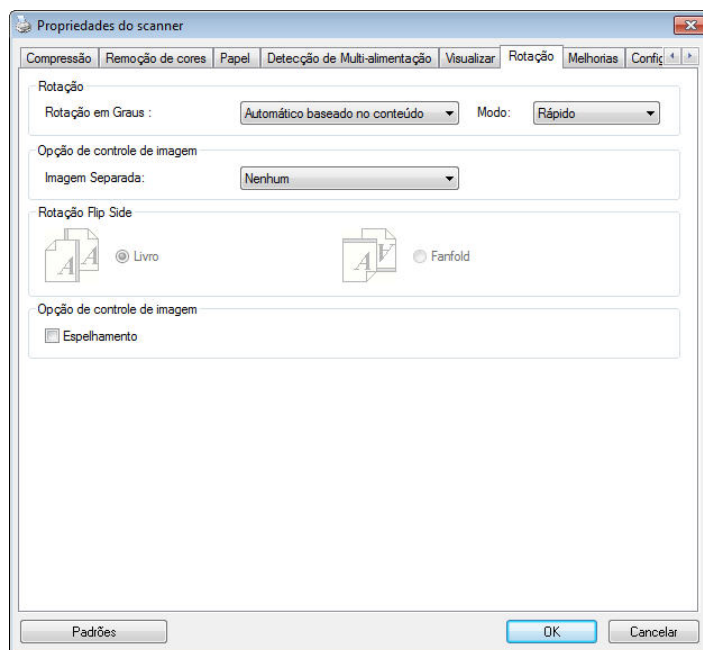 Propriedades do scanner
Compressão Remoção de cores Papel Detecção de Multi-alimentação Visualizar Rotação Melhorias Config
Rotação
Rotação em Graus : Automático baseado no conteúdo Modo: Rápido
Opção de controle de imagem
Imagem Separada: Nenhum
Rotação Flip Side
A A Livro A A Fanfold
Opção de controle de imagem
Espelhamento
Padrões OK Cancelar